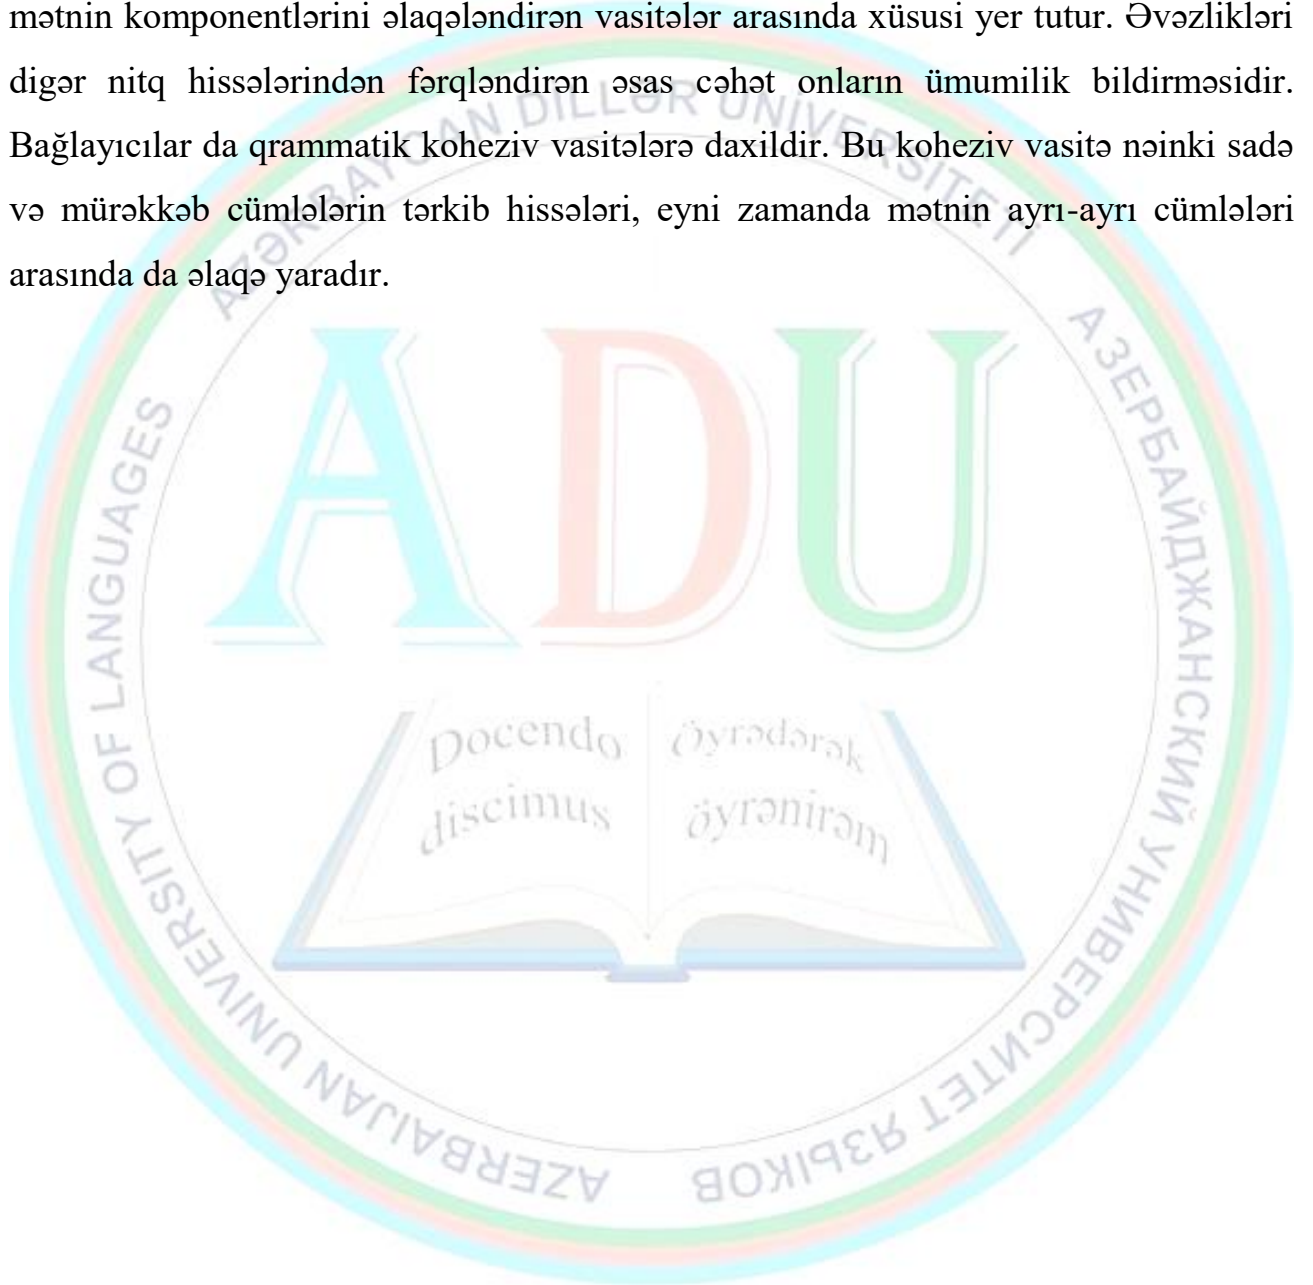 mətnin komponentlərini əlaqələndirən vasitələr arasında xüsusi yer tutur. Əvəzlikləri
digər nitq hissələrindən fərqləndirən əsas cəhət onların ümumilik bildirməsidir.
Bağlayıcılar da qrammatik koheziv vasitələrə daxildir. Bu koheziv vasitə nəinki sadə
və mürəkkəb cümlələrin tərkib hissələri, eyni zamanda mətnin ayrı-ayrı cümlələri
arasında da əlaqə yaradır.
AZƏRBAYCAN DİLLƏR UNİVERSİTETİ
АЗЕРБАЙДЖАНСКИЙ УНИВЕРСИТЕТ ЯЗЫКОВ
AZERBAIJAN UNIVERSITY OF LANGUAGES
ADU
Docendo
discimus
Öyrədərək
öyrənirəm